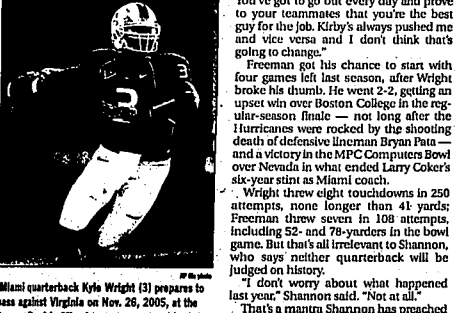 3
AP file photo
Miami quarterback Kyle Wright (3) prepares to
pass against Virginia on Nov. 26, 2005, at the
You've got to go out every day and prove
to your teammates that you're the best
guy for the job. Kirby's always pushed me
and vice versa and I don't think that's
going to change."
Freeman got his chance to start with
four games left last season, after Wright
broke his thumb. He went 2-2, getting an
upset win over Boston College in the reg-
ular-season finale — not long after the
Hurricanes were rocked by the shooting
death of defensive lineman Bryan Pata —
and a victory in the MPC Computers Bowl
over Nevada in what ended Larry Coker's
six-year stint as Miami coach.
Wright threw eight touchdowns in 250
attempts, none longer than 41 yards;
Freeman threw seven in 108 attempts,
including 52- and 78-yarders in the bowl
game. But that's all irrelevant to Shannon,
who says neither quarterback will be
judged on history.
"I don't worry about what happened
last year," Shannon said. "Not at all."
That's a mantra Shannon has preached